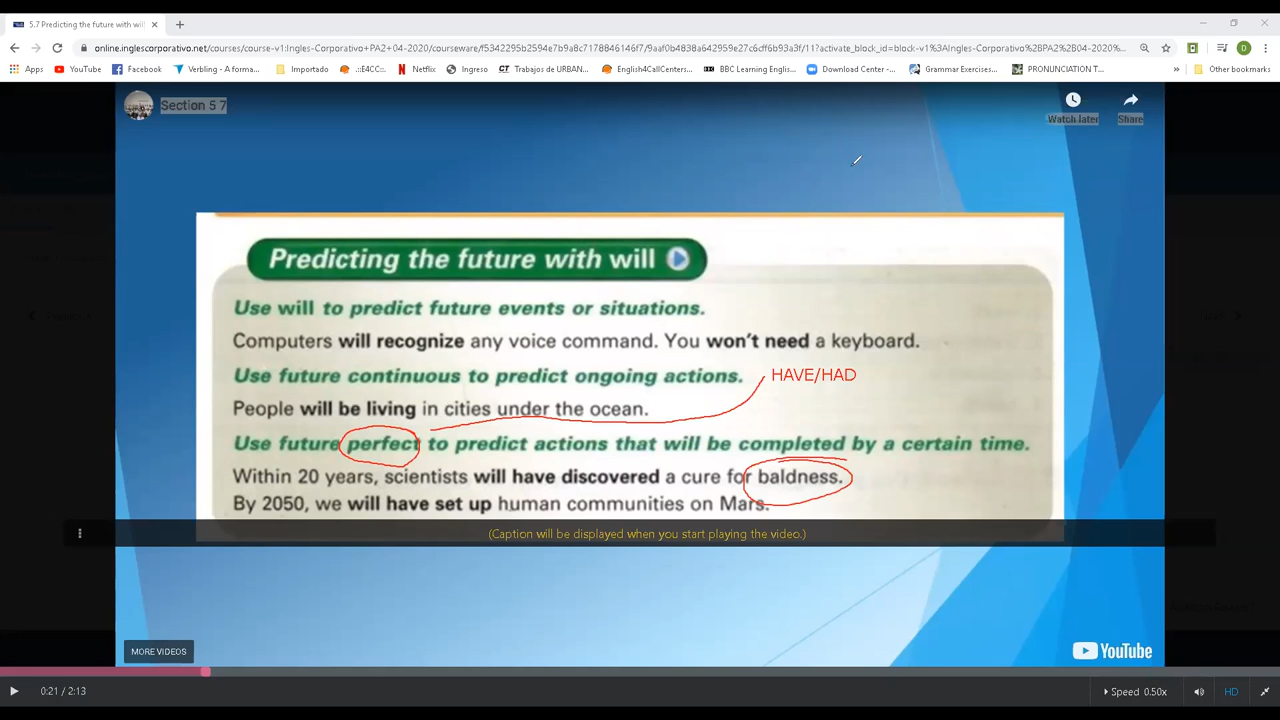 5.7 Predicting the future with wil
online.inglescorporativo.net/courses/course-v1:Ingles-Corporativo+PA2+04-2020/courseware/f5342295b2594e7b9a8c7178846146f7/9aaf0b4838a642959e27c6cff6b93a3f/11?activate_block_id=block-v1%3AIngles-Corporativo%2BPA2%2B04-2020%...
Apps YouTube Facebook Verbling - A forma... Importado .::E4CC::. Netflix Ingreso Trabajos de URBAN... English4CallCenters... BBC Learning Englis... Download Center -... Grammar Exercises... PRONUNCIATION T... » Other bookmarks
Section 5 7
Watch later Share
Predicting the future with will
Use will to predict future events or situations.
Computers will recognize any voice command. You won't need a keyboard.
Use future continuous to predict ongoing actions.
HAVE/HAD
People will be living in cities under the ocean.
Use future perfect to predict actions that will be completed by a certain time.
Within 20 years, scientists will have discovered a cure for baldness.
By 2050, we will have set up human communities on Mars.
(Caption will be displayed when you start playing the video.)
MORE VIDEOS
YouTube
0:21 / 2:13
Speed 0.50x
HD